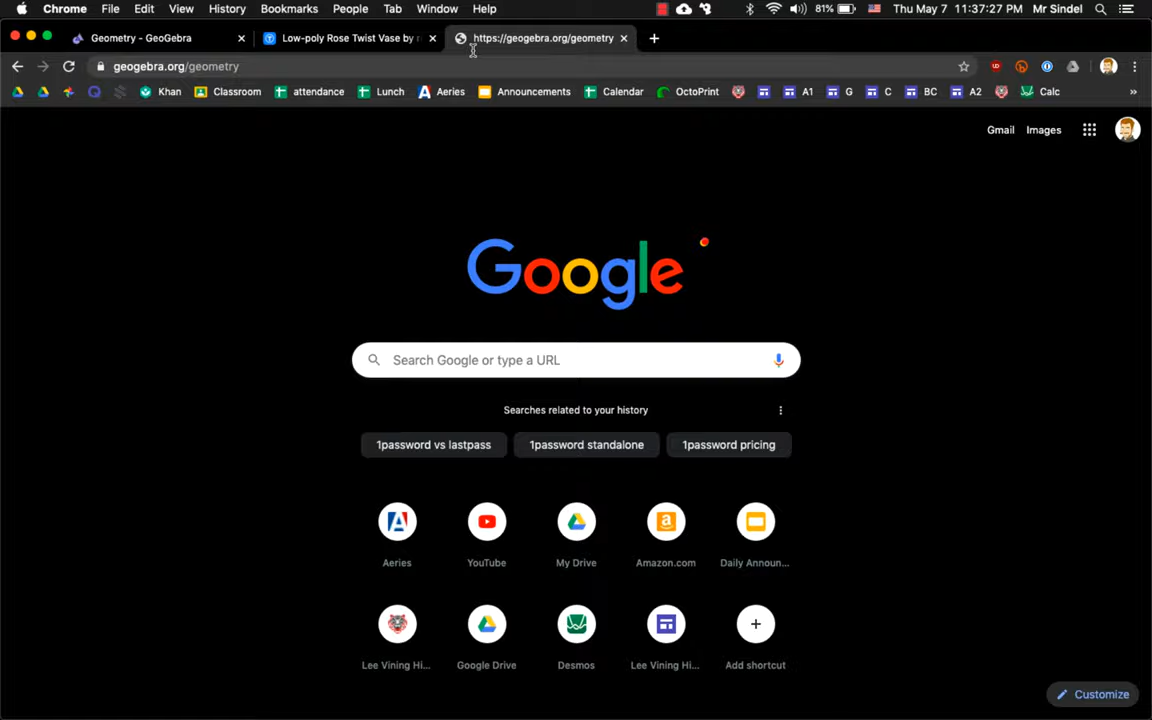 Chrome File Edit View History Bookmarks People Tab Window Help 81% Thu May 7 11:37:27 PM Mr Sindel
Geometry - GeoGebra Low-poly Rose Twist Vase by https://geogebra.org/geometry
geogebra.org/geometry
Khan Classroom attendance Lunch Aeries Announcements Calendar OctoPrint A1 G C BC A2 Calc »
Gmail Images
Google
Search Google or type a URL
Searches related to your history
1password vs lastpass 1password standalone 1password pricing
Aeries YouTube My Drive Amazon.com Daily Announ...
Lee Vining Hi... Google Drive Desmos Lee Vining Hi... Add shortcut
Customize